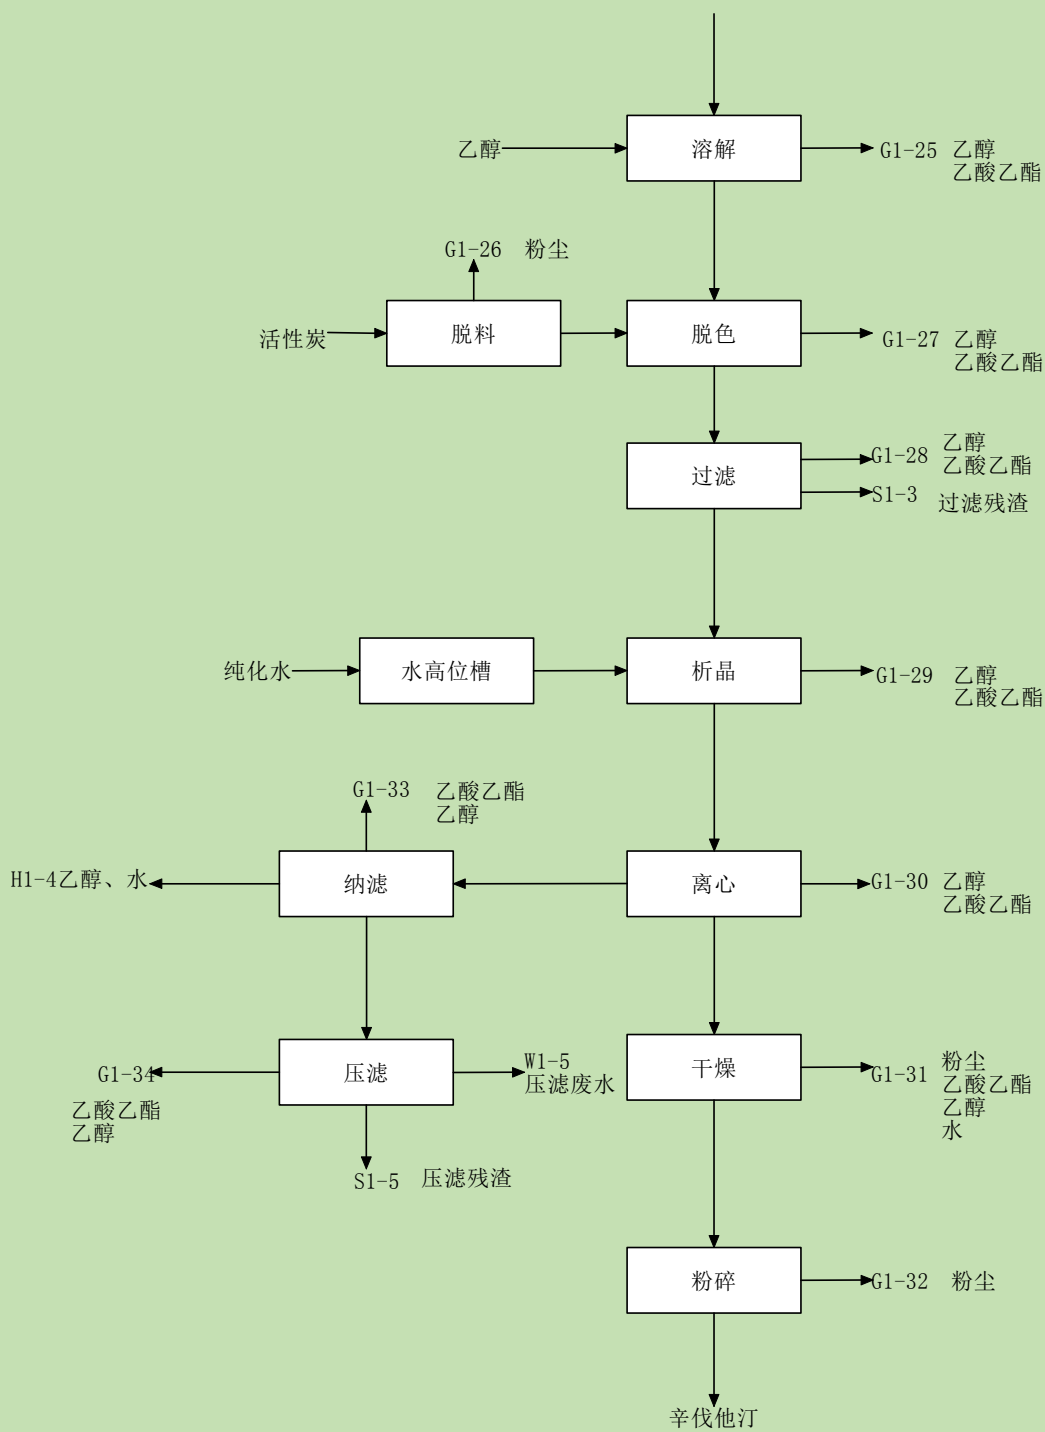 乙醇
溶解
G1-25 乙醇
乙酸乙酯
G1-26 粉尘
活性炭
脱料
脱色
G1-27 乙醇
乙酸乙酯
过滤
G1-28 乙醇
乙酸乙酯
S1-3 过滤残渣
纯化水
水高位槽
析晶
G1-29 乙醇
乙酸乙酯
G1-33 乙酸乙酯
乙醇
H1-4乙醇、水
纳滤
离心
G1-30 乙醇
乙酸乙酯
G1-34
乙酸乙酯
乙醇
压滤
W1-5
压滤废水
S1-5 压滤残渣
干燥
G1-31 粉尘
乙酸乙酯
乙醇
水
粉碎
G1-32 粉尘
辛伐他汀